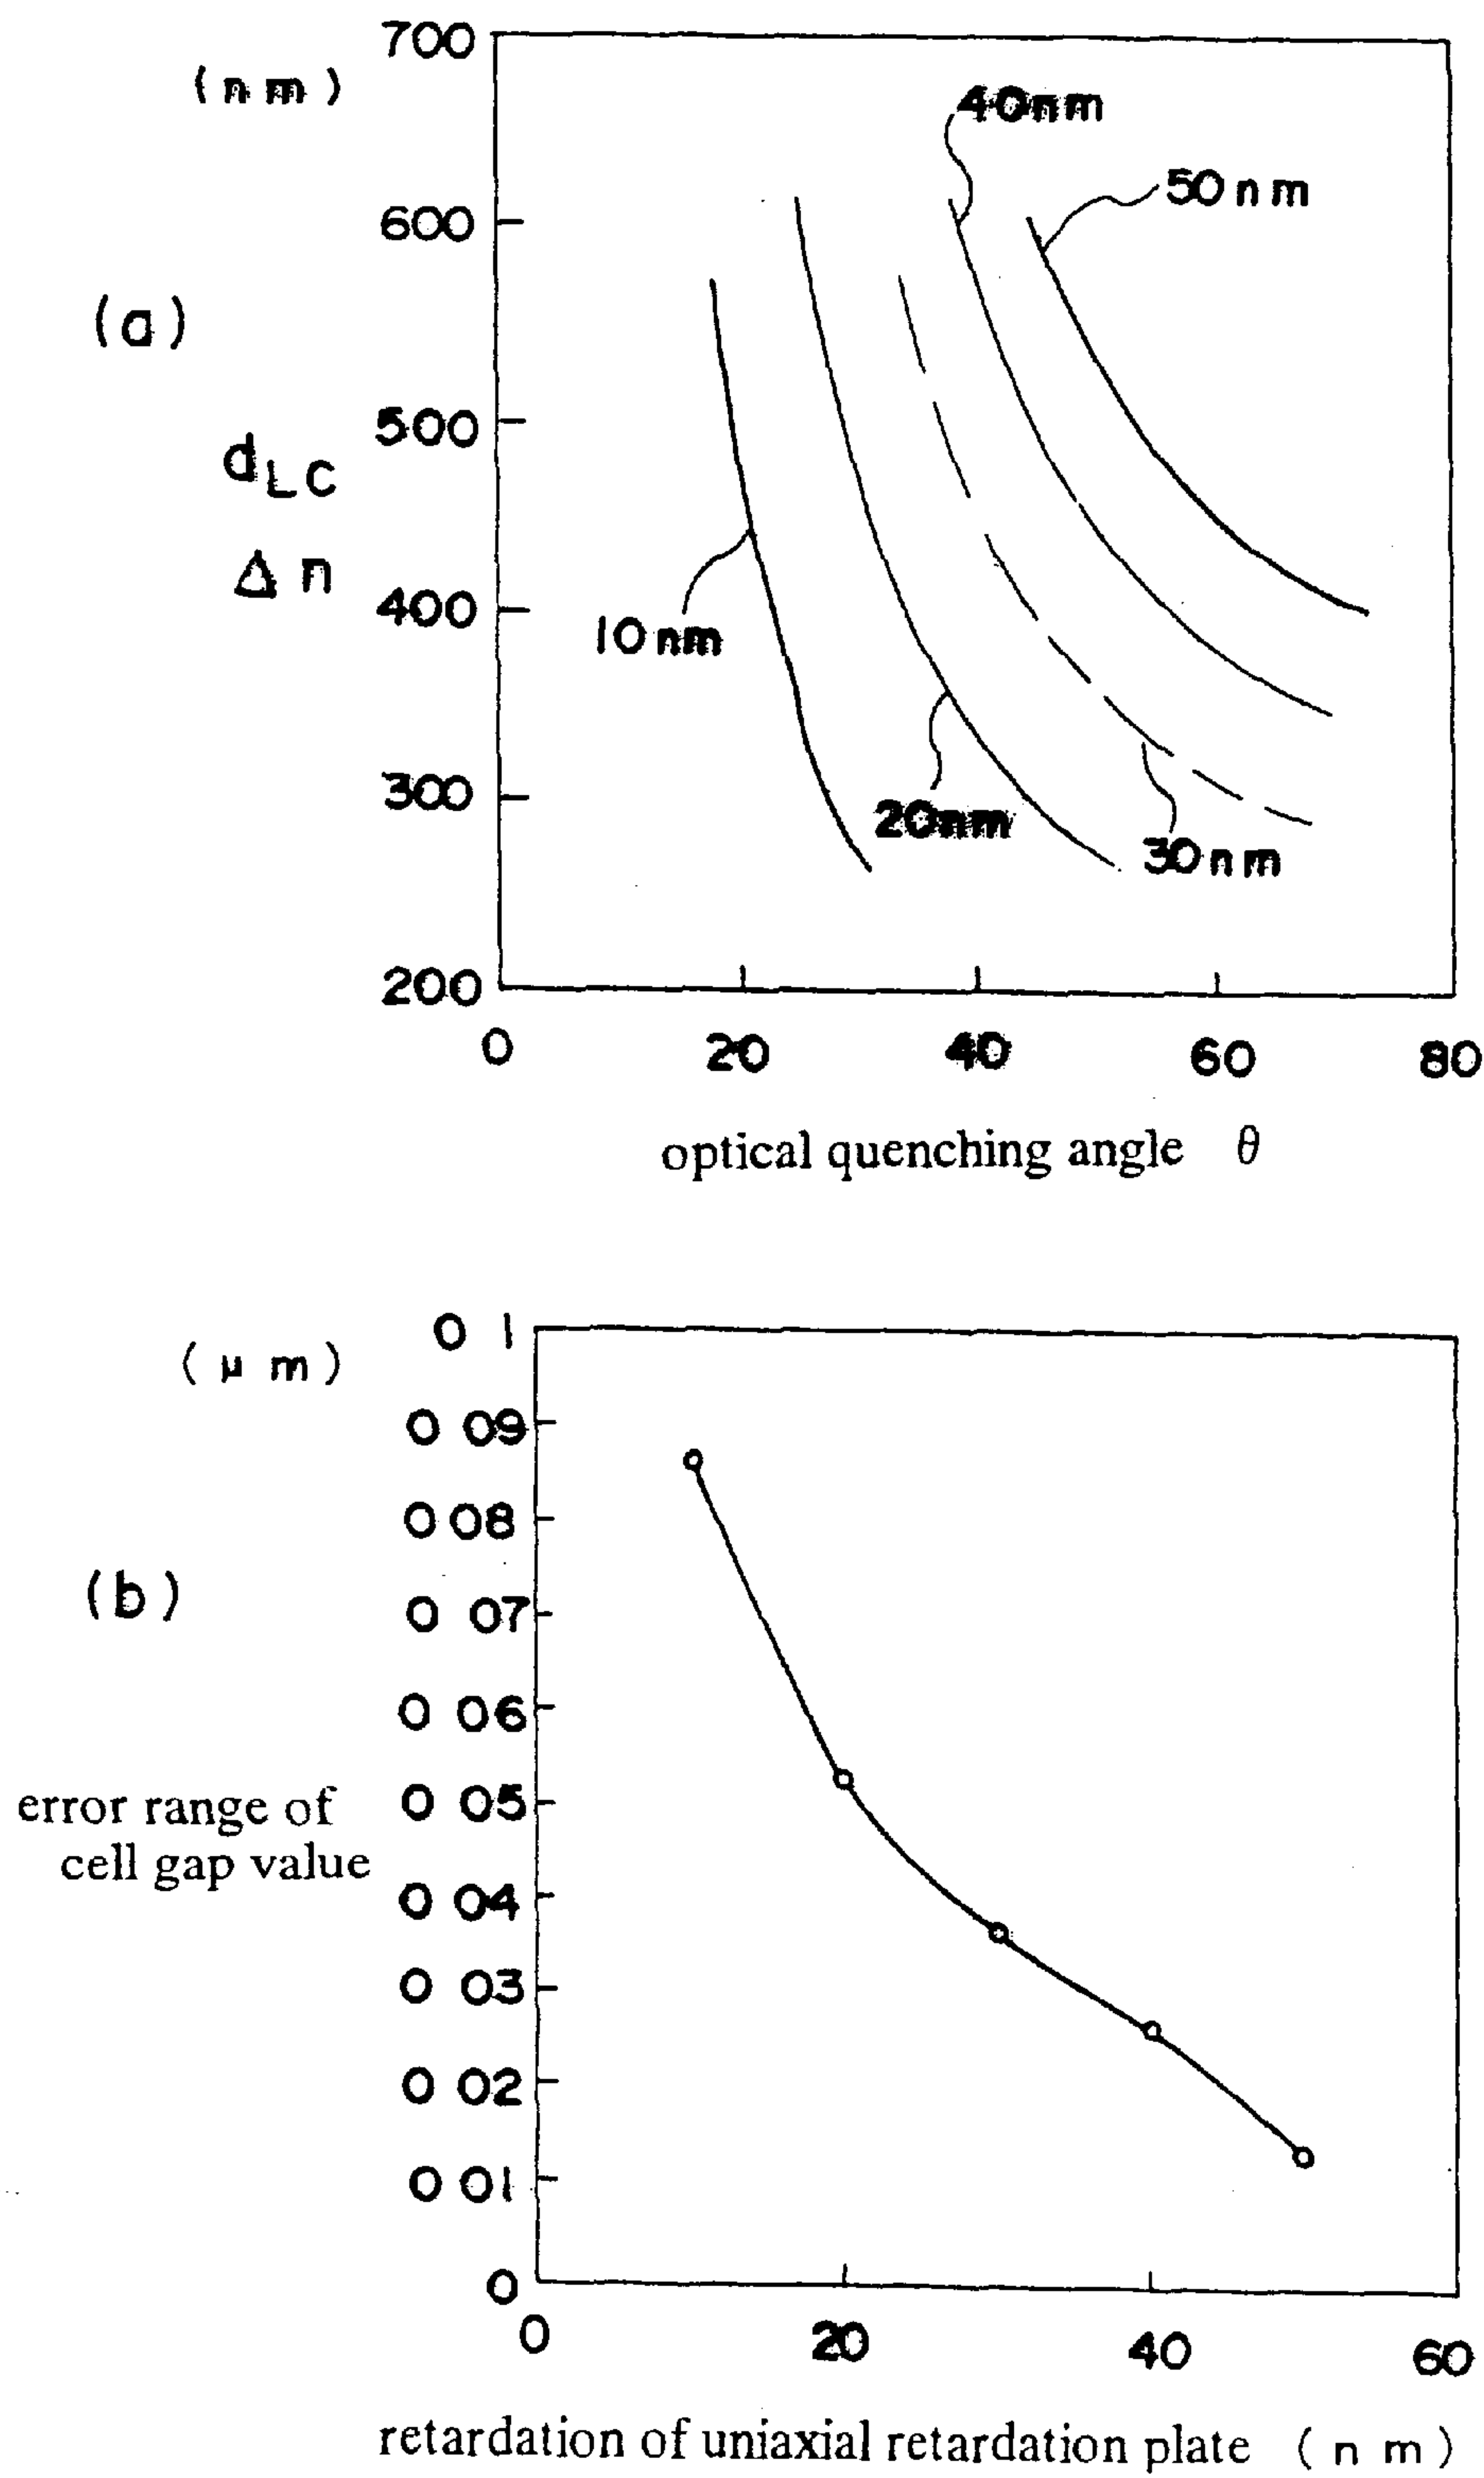 700
(nm)
40nm
50nm
600
(a)
500
dLC
Δn
400
10nm
300
20nm
30nm
200
0 20 40 60 80
optical quenching angle θ
0 1
(μm)
0 09
0 08
(b)
0 07
0 06
error range of
cell gap value
0 05
0 04
0 03
0 02
0 01
0
0 20 40 60
retardation of uniaxial retardation plate (nm)